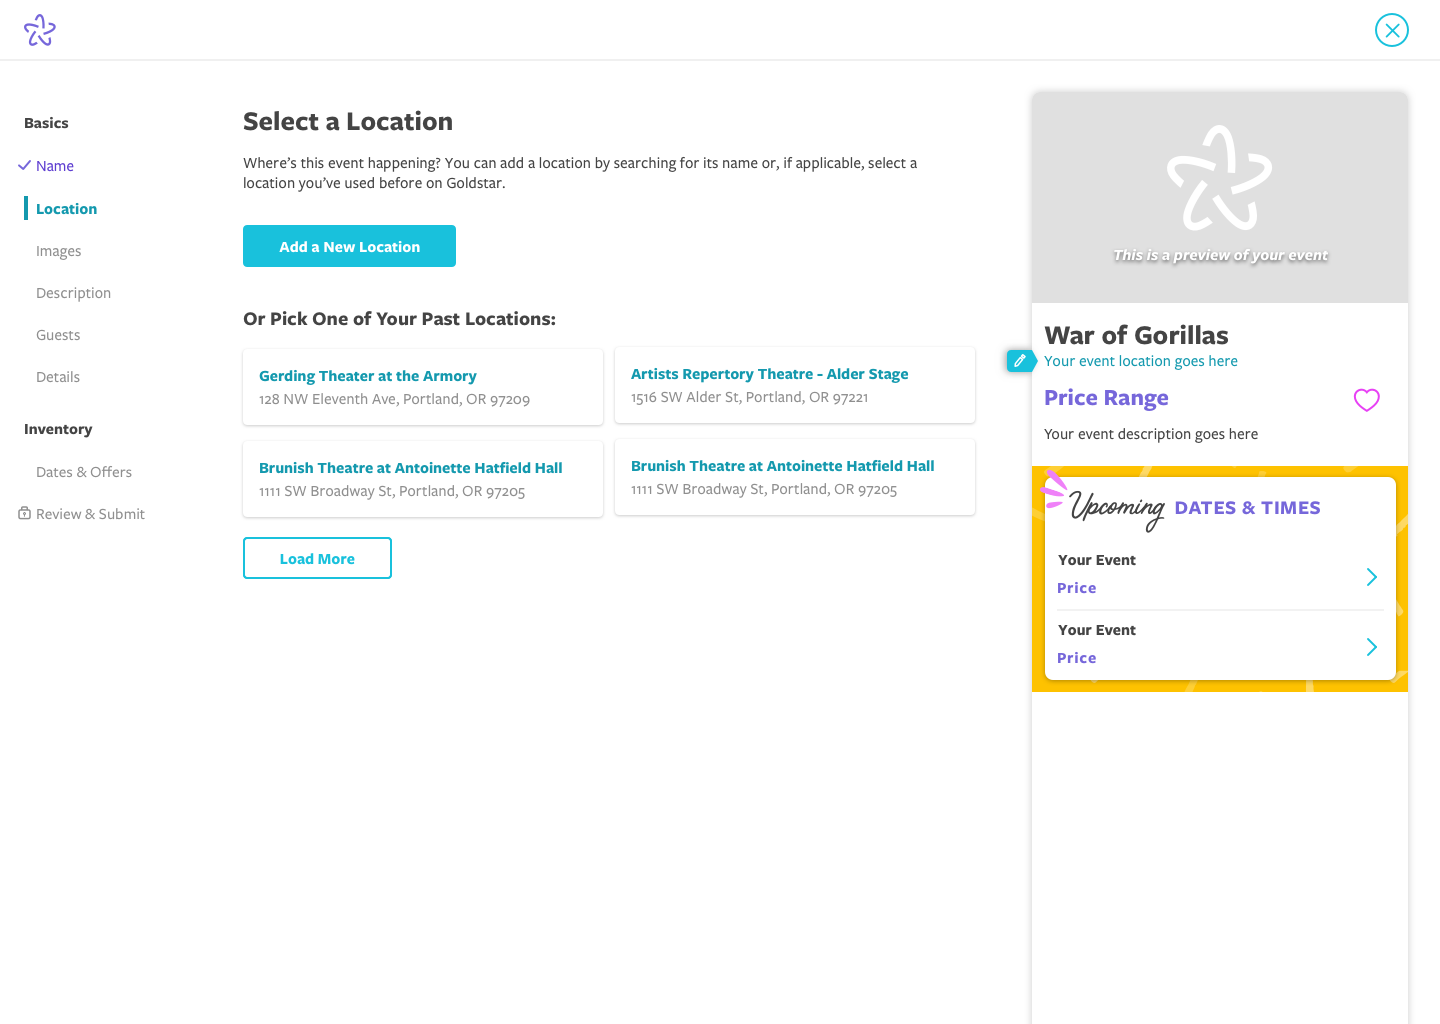 Basics
Name
Location
Images
Description
Guests
Details
Inventory
Dates & Offers
Review & Submit
Select a Location
Where’s this event happening? You can add a location by searching for its name or, if applicable, select a
location you’ve used before on Goldstar.
Add a New Location
Or Pick One of Your Past Locations:
Gerding Theater at the Armory
128 NW Eleventh Ave, Portland, OR 97209
Artists Repertory Theatre - Alder Stage
1516 SW Alder St, Portland, OR 97221
Brunish Theatre at Antoinette Hatfield Hall
1111 SW Broadway St, Portland, OR 97205
Brunish Theatre at Antoinette Hatfield Hall
1111 SW Broadway St, Portland, OR 97205
Load More
This is a preview of your event
War of Gorillas
Your event location goes here
Price Range
Your event description goes here
Upcoming DATES & TIMES
Your Event
Price
Your Event
Price